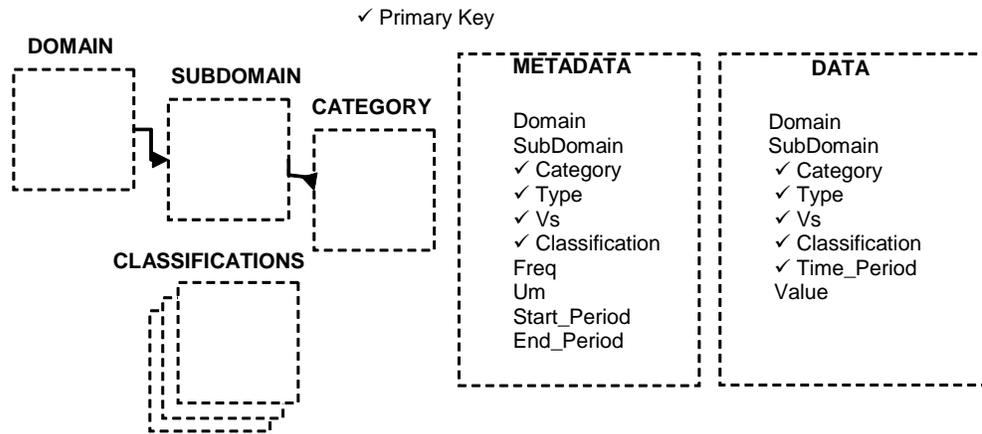 ✓ Primary Key
DOMAIN
SUBDOMAIN
CATEGORY
CLASSIFICATIONS
METADATA
Domain
SubDomain
✓ Category
✓ Type
✓ Vs
✓ Classification
Freq
Um
Start_Period
End_Period
DATA
Domain
SubDomain
✓ Category
✓ Type
✓ Vs
✓ Classification
✓ Time_Period
Value